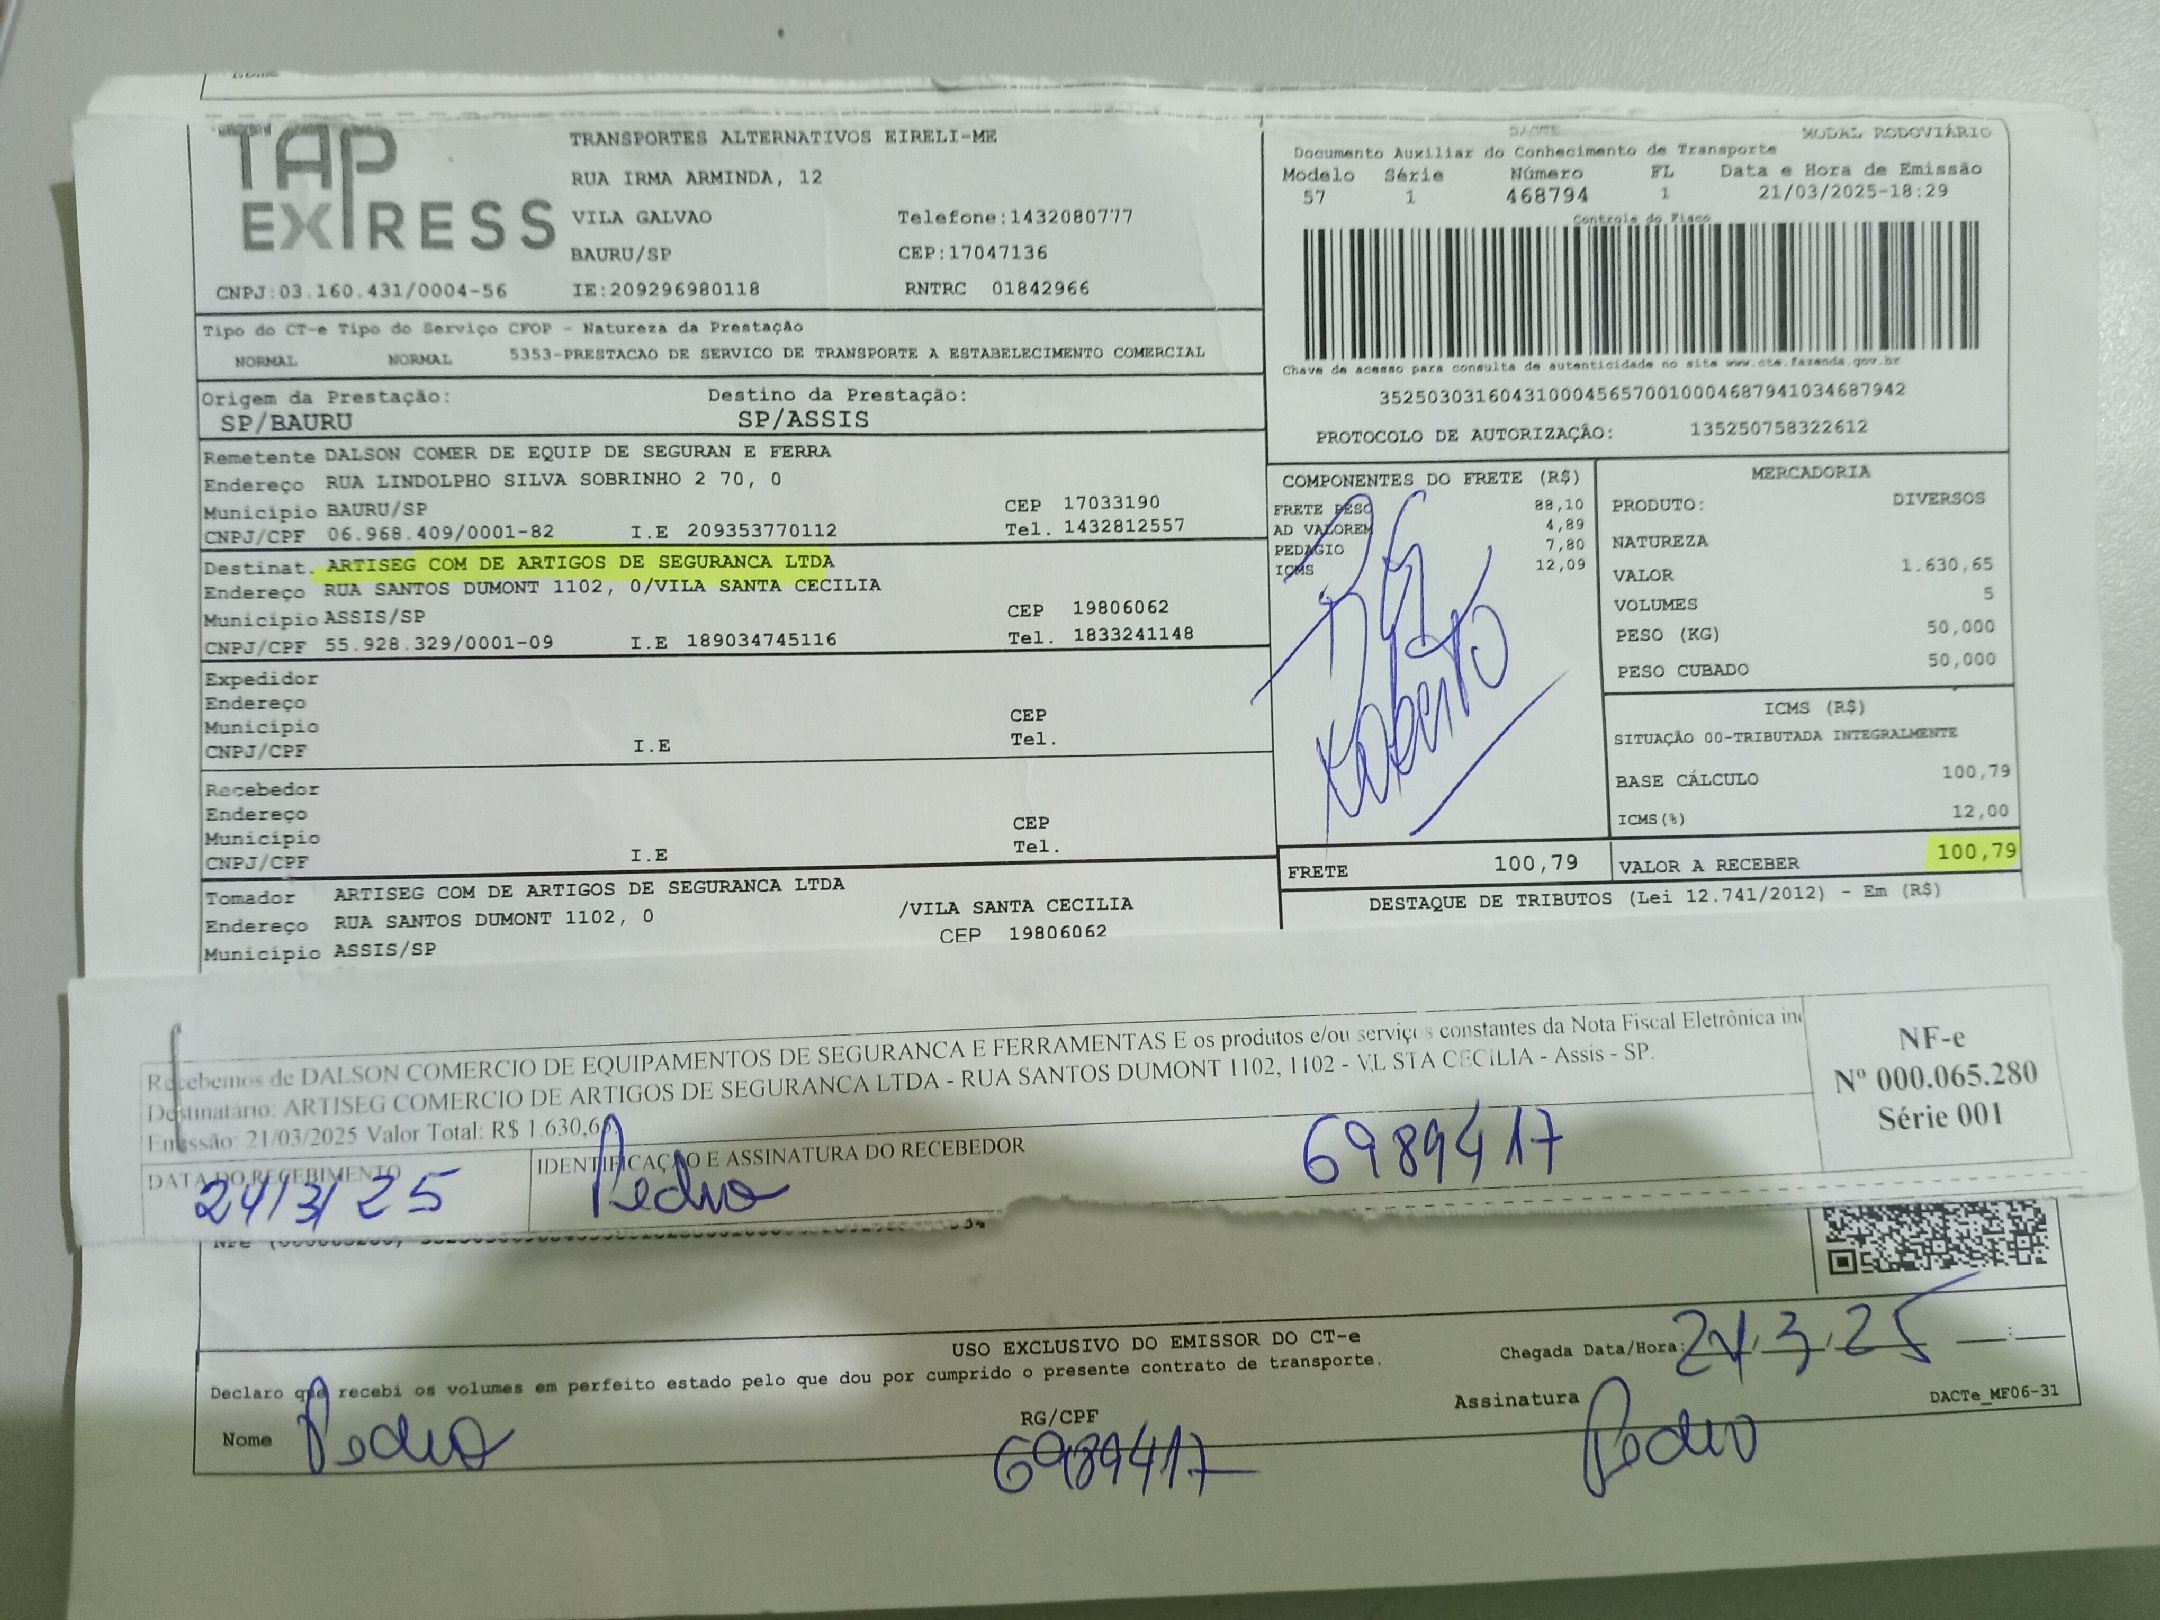 TAP
EXPRESS
TRANSPORTES ALTERNATIVOS EIRELI-ME
RUA IRMA ARMINDA, 12
VILA GALVAO Telefone:1432080777
BAURU/SP CEP:17047136
CNPJ:03.160.431/0004-56 IE:209296980118 RNTRC 01842966
DACTE MODAL RODOVIÁRIO
Documento Auxiliar do Conhecimento de Transporte
Modelo Série Número FL Data e Hora de Emissão
57 1 468794 1 21/03/2025-18:29
Controle do Fisco
Chave de acesso para consulta de autenticidade no site www.cte.fazenda.gov.br
35250303160431000456570010004687941034687942
PROTOCOLO DE AUTORIZAÇÃO: 135250758322612
Tipo do CT-e Tipo do Serviço CFOP - Natureza da Prestação
NORMAL NORMAL 5353-PRESTACAO DE SERVICO DE TRANSPORTE A ESTABELECIMENTO COMERCIAL
Origem da Prestação: Destino da Prestação:
SP/BAURU SP/ASSIS
Remetente DALSON COMER DE EQUIP DE SEGURAN E FERRA
Endereço RUA LINDOLPHO SILVA SOBRINHO 2 70, 0
Município BAURU/SP CEP 17033190
CNPJ/CPF 06.968.409/0001-82 I.E 209353770112 Tel. 1432812557
Destinat. ARTISEG COM DE ARTIGOS DE SEGURANCA LTDA
Endereço RUA SANTOS DUMONT 1102, 0/VILA SANTA CECILIA
Município ASSIS/SP CEP 19806062
CNPJ/CPF 55.928.329/0001-09 I.E 189034745116 Tel. 1833241148
Expedidor
Endereço
Município CEP
CNPJ/CPF I.E Tel.
Recebedor
Endereço
Município CEP
CNPJ/CPF I.E Tel.
Tomador ARTISEG COM DE ARTIGOS DE SEGURANCA LTDA
Endereço RUA SANTOS DUMONT 1102, 0 /VILA SANTA CECILIA
Município ASSIS/SP CEP 19806062
COMPONENTES DO FRETE (R$)
FRETE PESO 88,10
AD VALOREM 4,89
PEDAGIO 7,80
ICMS 12,09
Roberto
FRETE 100,79
MERCADORIA
PRODUTO: DIVERSOS
NATUREZA
VALOR 1.630,65
VOLUMES 5
PESO (KG) 50,000
PESO CUBADO 50,000
ICMS (R$)
SITUAÇÃO 00-TRIBUTADA INTEGRALMENTE
BASE CÁLCULO 100,79
ICMS(%) 12,00
VALOR A RECEBER 100,79
DESTAQUE DE TRIBUTOS (Lei 12.741/2012) - Em (R$)
Recebemos de DALSON COMERCIO DE EQUIPAMENTOS DE SEGURANCA E FERRAMENTAS E os produtos e/ou serviços constantes da Nota Fiscal Eletrônica
Destinatário: ARTISEG COMERCIO DE ARTIGOS DE SEGURANCA LTDA - RUA SANTOS DUMONT 1102, 1102 - VL STA CECILIA - Assis - SP.
Emissão: 21/03/2025 Valor Total: R$ 1.630,6
DATA DO RECEBIMENTO IDENTIFICAÇÃO E ASSINATURA DO RECEBEDOR
24/3/25 Pedro 6989417
NF-e
Nº 000.065.280
Série 001
USO EXCLUSIVO DO EMISSOR DO CT-e
Declaro que recebi os volumes em perfeito estado pelo que dou por cumprido o presente contrato de transporte.
Chegada Data/Hora: 24/3/25 __:__
Nome Pedro RG/CPF 6989417 Assinatura Pedro
DACTe_MF06-31